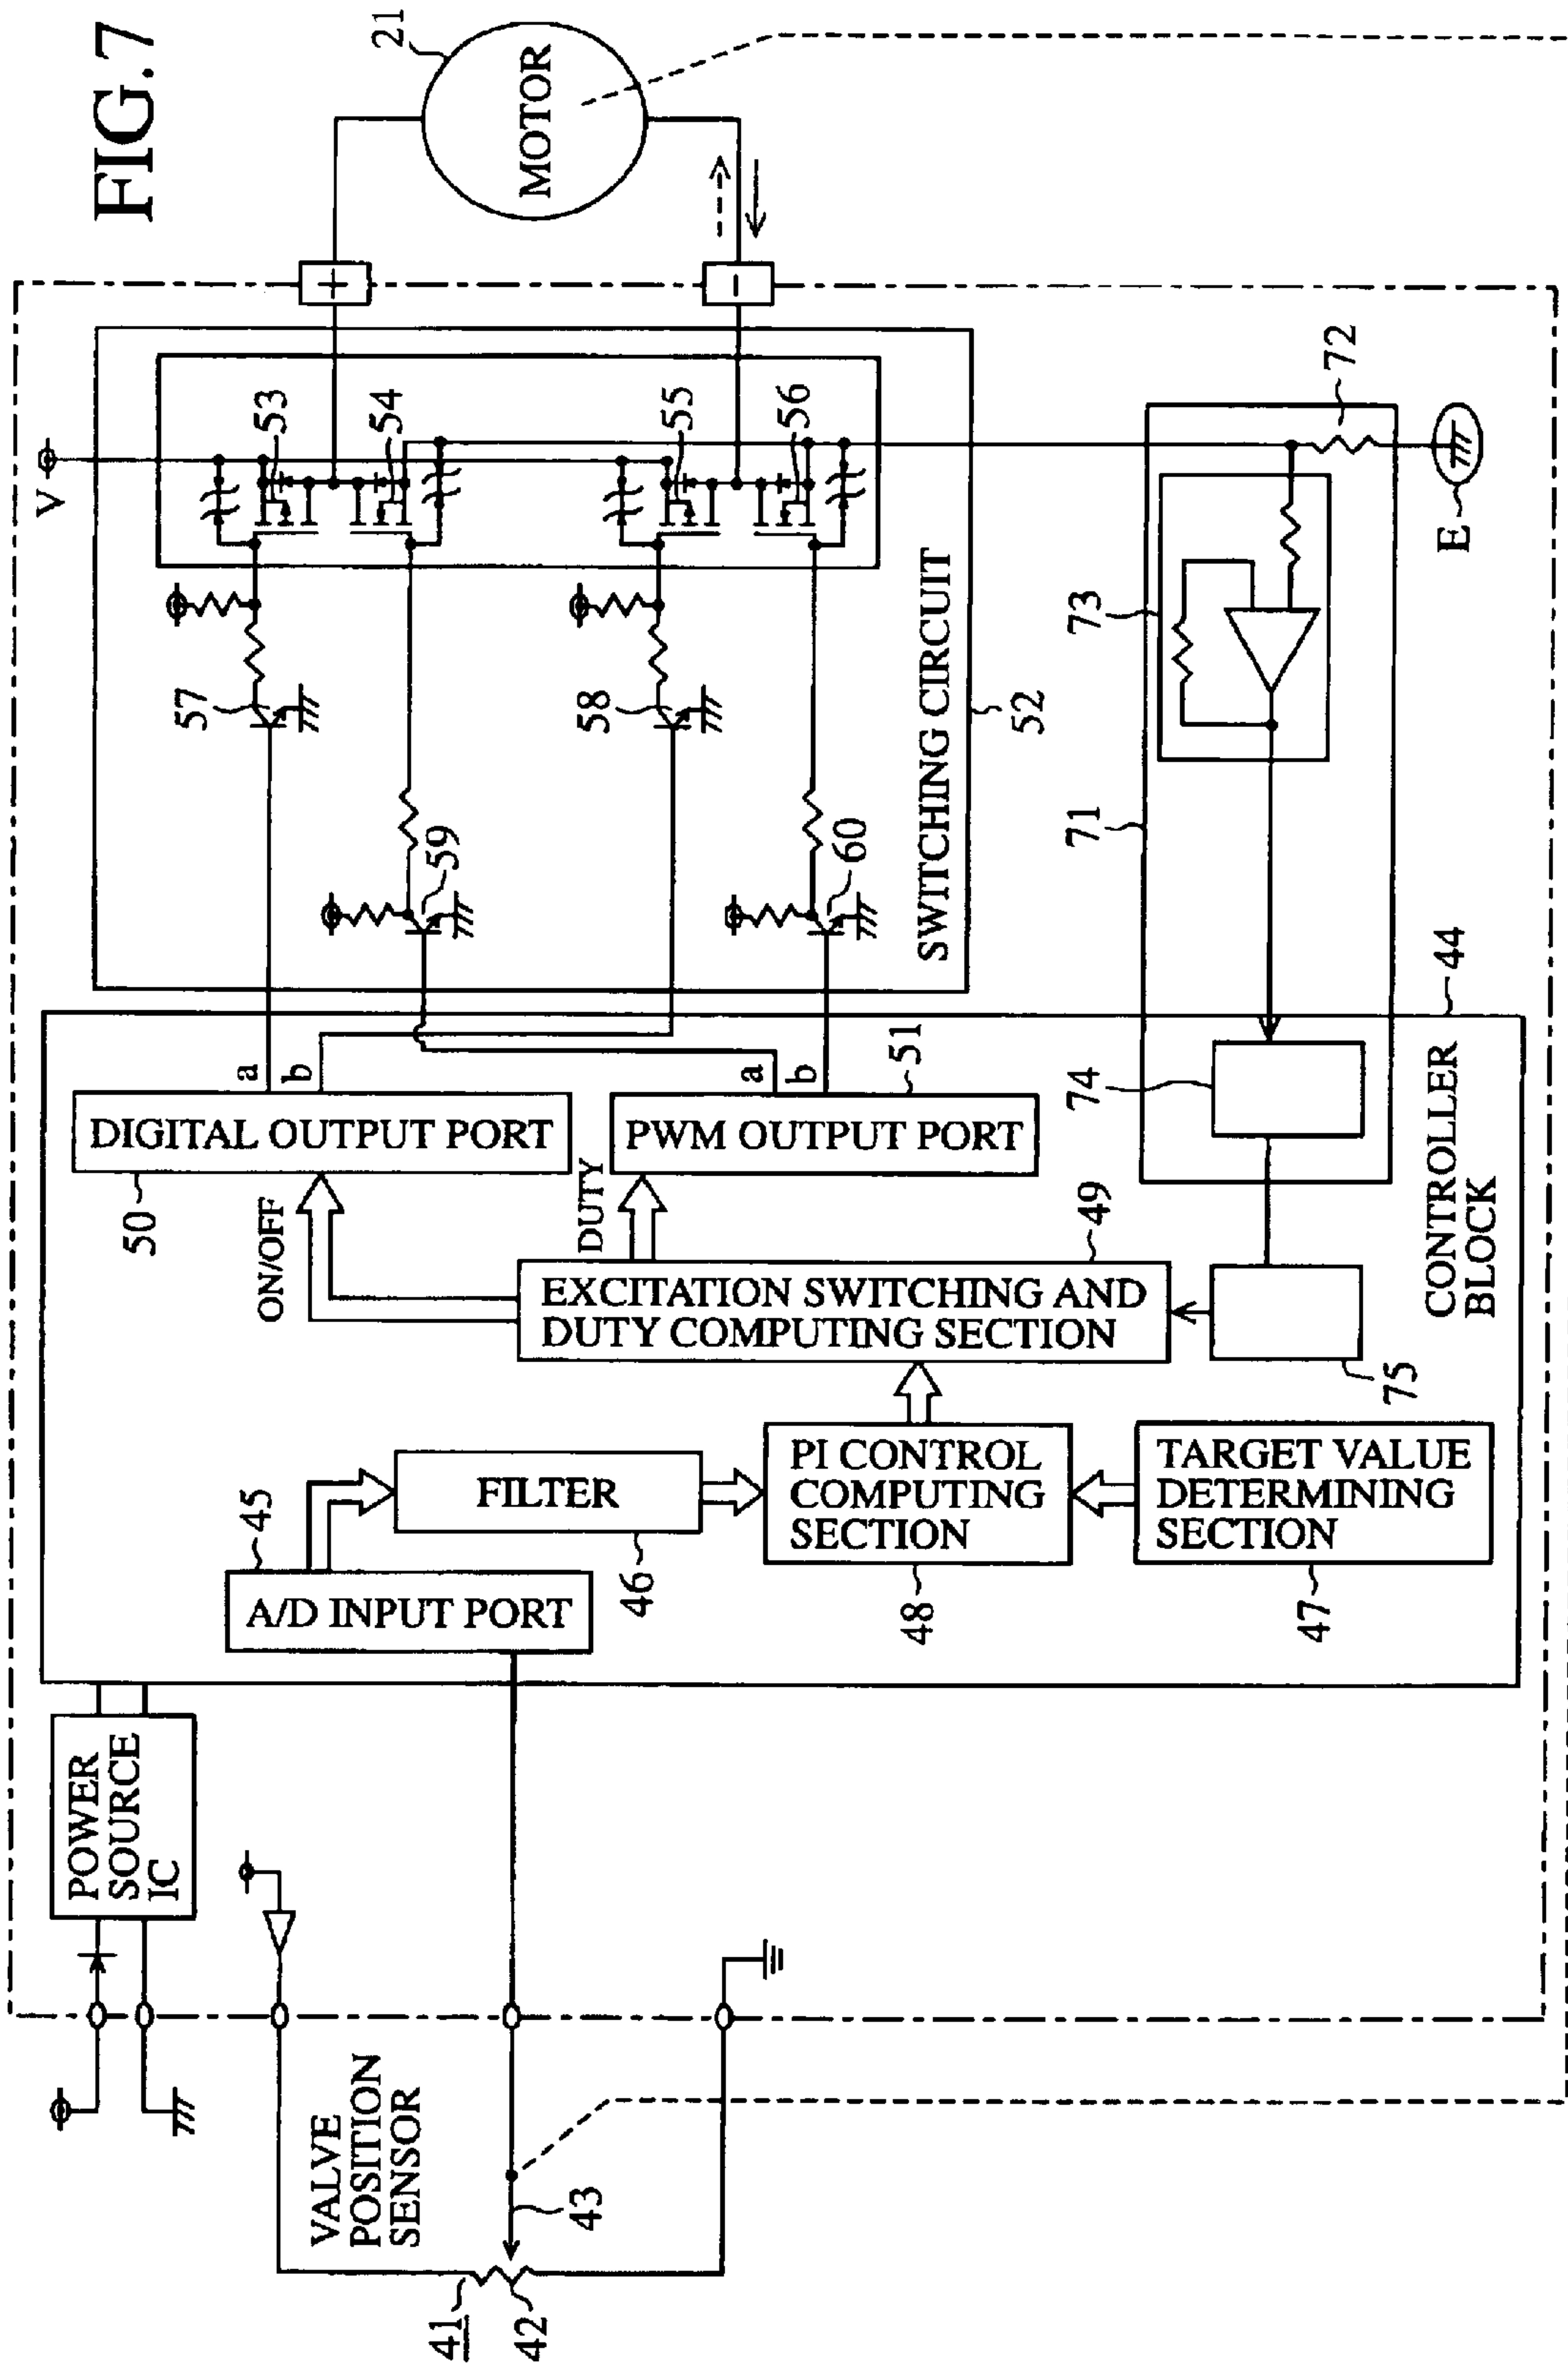 FIG.7
POWER
SOURCE
IC
VALVE
POSITION
SENSOR
41
42
43
A/D INPUT PORT
45
FILTER
46
PI CONTROL
COMPUTING
SECTION
48
TARGET VALUE
DETERMINING
SECTION
47
EXCITATION SWITCHING AND
DUTY COMPUTING SECTION
49
75
ON/OFF
DUTY
DIGITAL OUTPUT PORT
50
a
b
PWM OUTPUT PORT
51
a
b
74
CONTROLLER
BLOCK
44
57
59
58
60
SWITCHING CIRCUIT
52
V
53
54
55
56
71
73
72
E
+
−
MOTOR
21